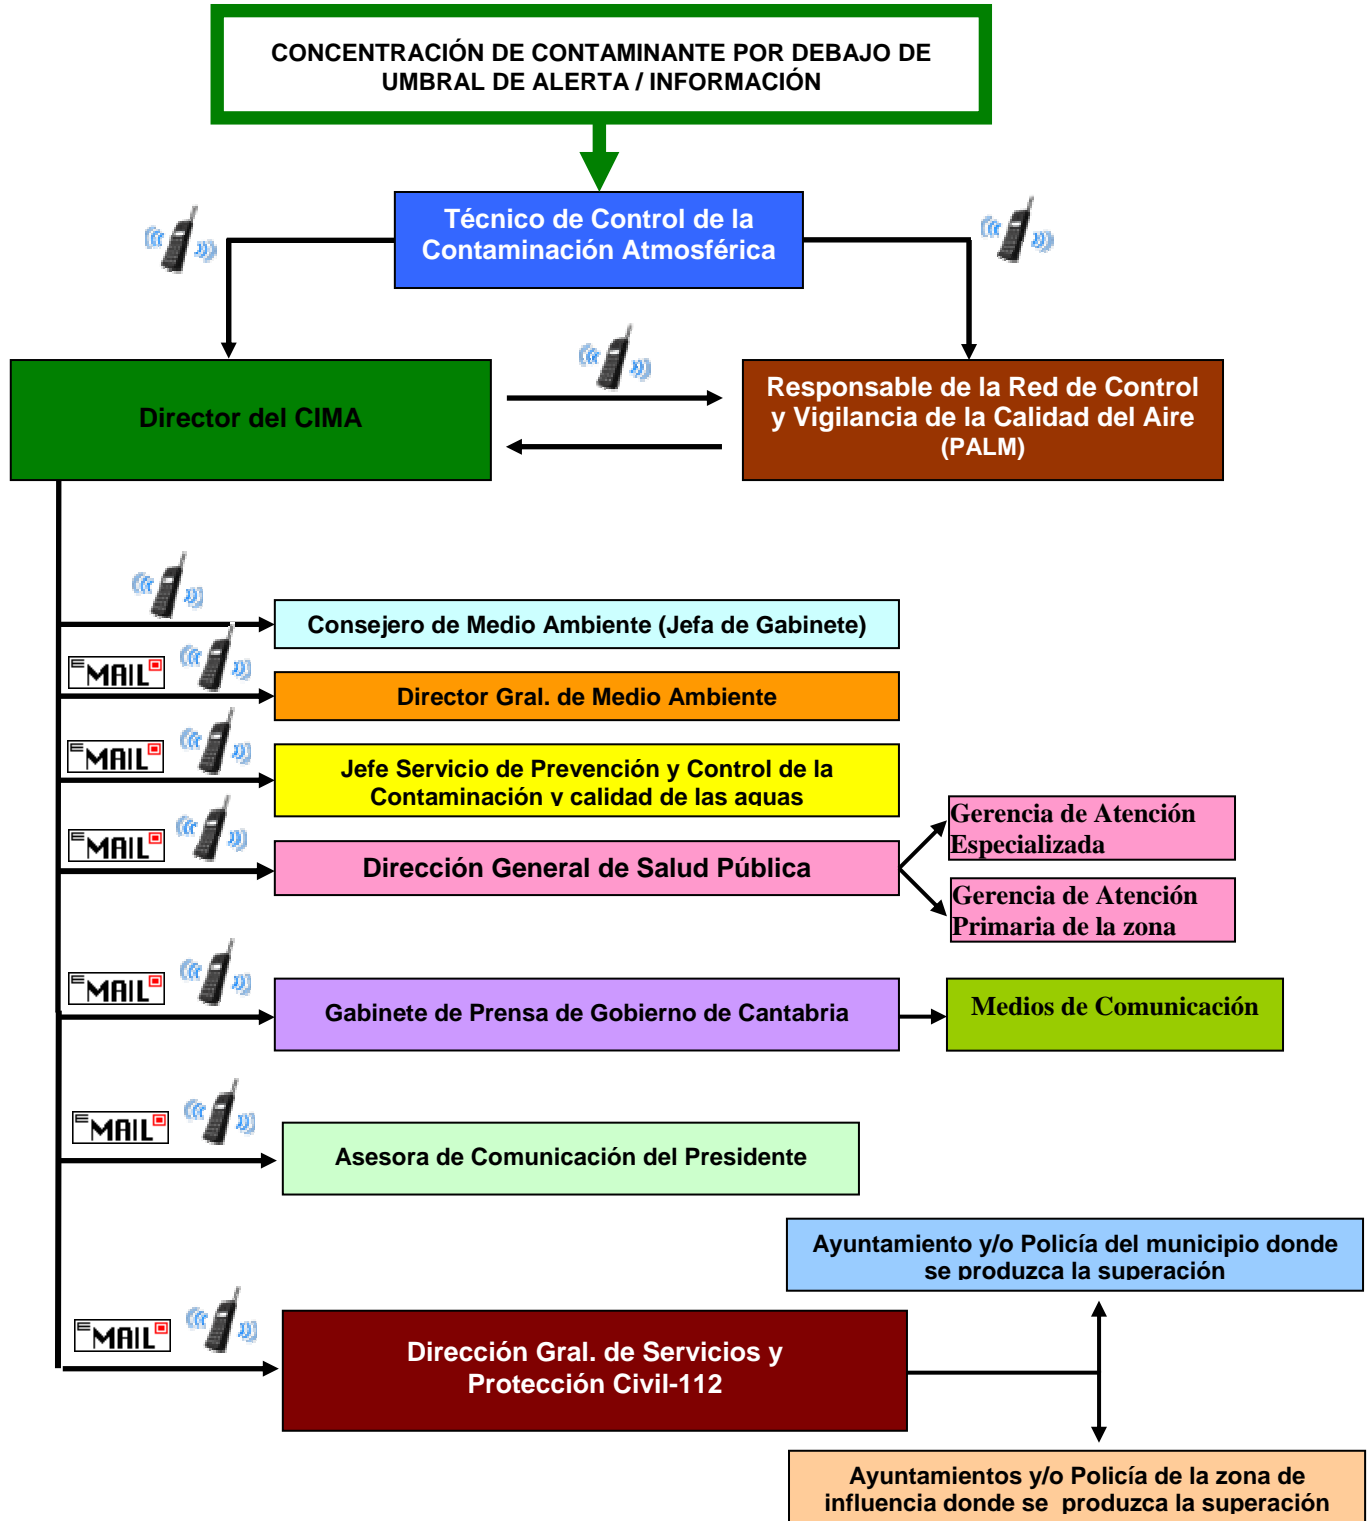 CONCENTRACIÓN DE CONTAMINANTE POR DEBAJO DE
UMBRAL DE ALERTA / INFORMACIÓN
Técnico de Control de la
Contaminación Atmosférica
Director del CIMA
Responsable de la Red de Control
y Vigilancia de la Calidad del Aire
(PALM)
Consejero de Medio Ambiente (Jefa de Gabinete)
E MAIL
Director Gral. de Medio Ambiente
E MAIL
Jefe Servicio de Prevención y Control de la
Contaminación y calidad de las aguas
E MAIL
Dirección General de Salud Pública
Gerencia de Atención
Especializada
Gerencia de Atención
Primaria de la zona
E MAIL
Gabinete de Prensa de Gobierno de Cantabria
Medios de Comunicación
E MAIL
Asesora de Comunicación del Presidente
Ayuntamiento y/o Policía del municipio donde
se produzca la superación
E MAIL
Dirección Gral. de Servicios y
Protección Civil-112
Ayuntamientos y/o Policía de la zona de
influencia donde se produzca la superación